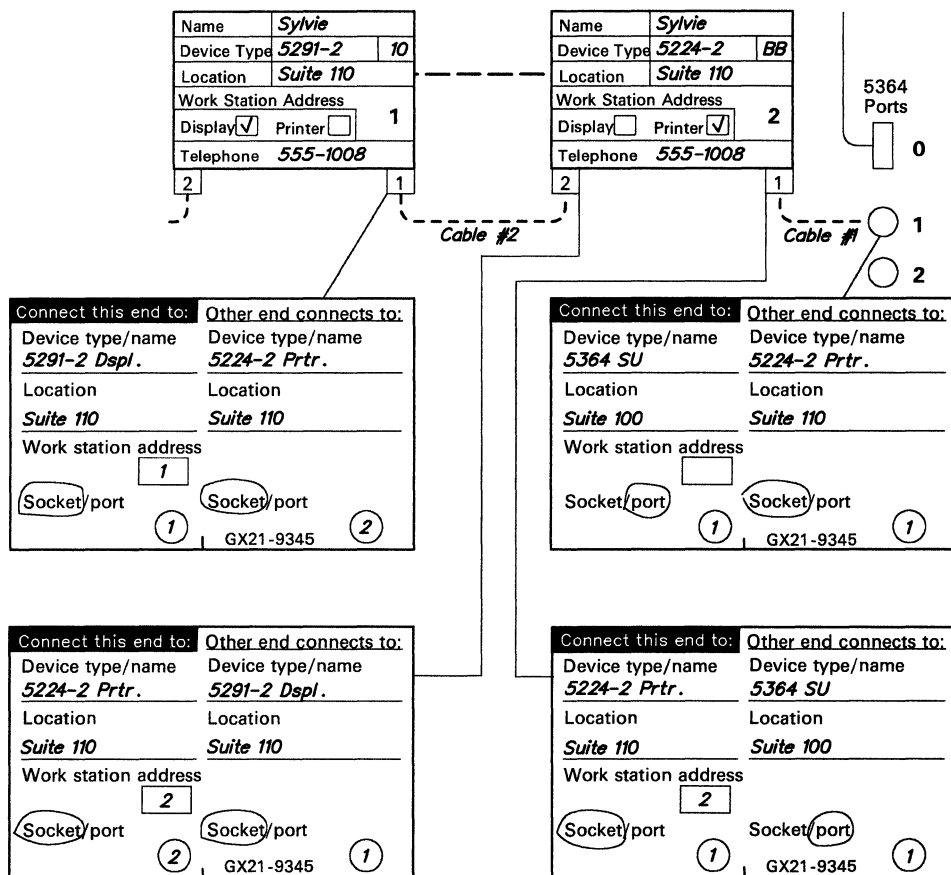 Name Sylvie
Device Type 5291-2 10
Location Suite 110
Work Station Address
Display √ Printer 1
Telephone 555-1008
2 1
Name Sylvie
Device Type 5224-2 BB
Location Suite 110
Work Station Address
Display Printer √ 2
Telephone 555-1008
2 1
5364
Ports
0
1
2
Cable #2
Cable #1
Connect this end to: Other end connects to:
Device type/name Device type/name
5291-2 Dspl. 5224-2 Prtr.
Location Location
Suite 110 Suite 110
Work station address
1
Socket/port Socket/port
1 2
GX21-9345
Connect this end to: Other end connects to:
Device type/name Device type/name
5364 SU 5224-2 Prtr.
Location Location
Suite 100 Suite 110
Work station address
Socket/port Socket/port
1 1
GX21-9345
Connect this end to: Other end connects to:
Device type/name Device type/name
5224-2 Prtr. 5291-2 Dspl.
Location Location
Suite 110 Suite 110
Work station address
2
Socket/port Socket/port
2 1
GX21-9345
Connect this end to: Other end connects to:
Device type/name Device type/name
5224-2 Prtr. 5364 SU
Location Location
Suite 110 Suite 100
Work station address
2
Socket/port Socket/port
1 1
GX21-9345